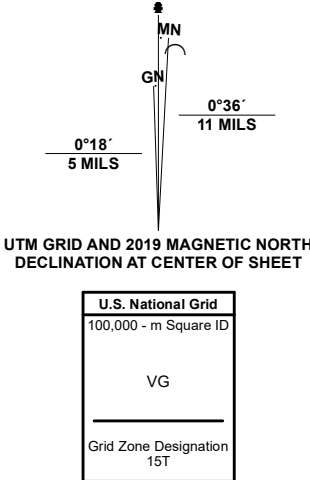 MN
GN
0°36´
11 MILS
0°18´
5 MILS
UTM GRID AND 2019 MAGNETIC NORTH
DECLINATION AT CENTER OF SHEET
U.S. National Grid
100,000 - m Square ID
VG
Grid Zone Designation
15T